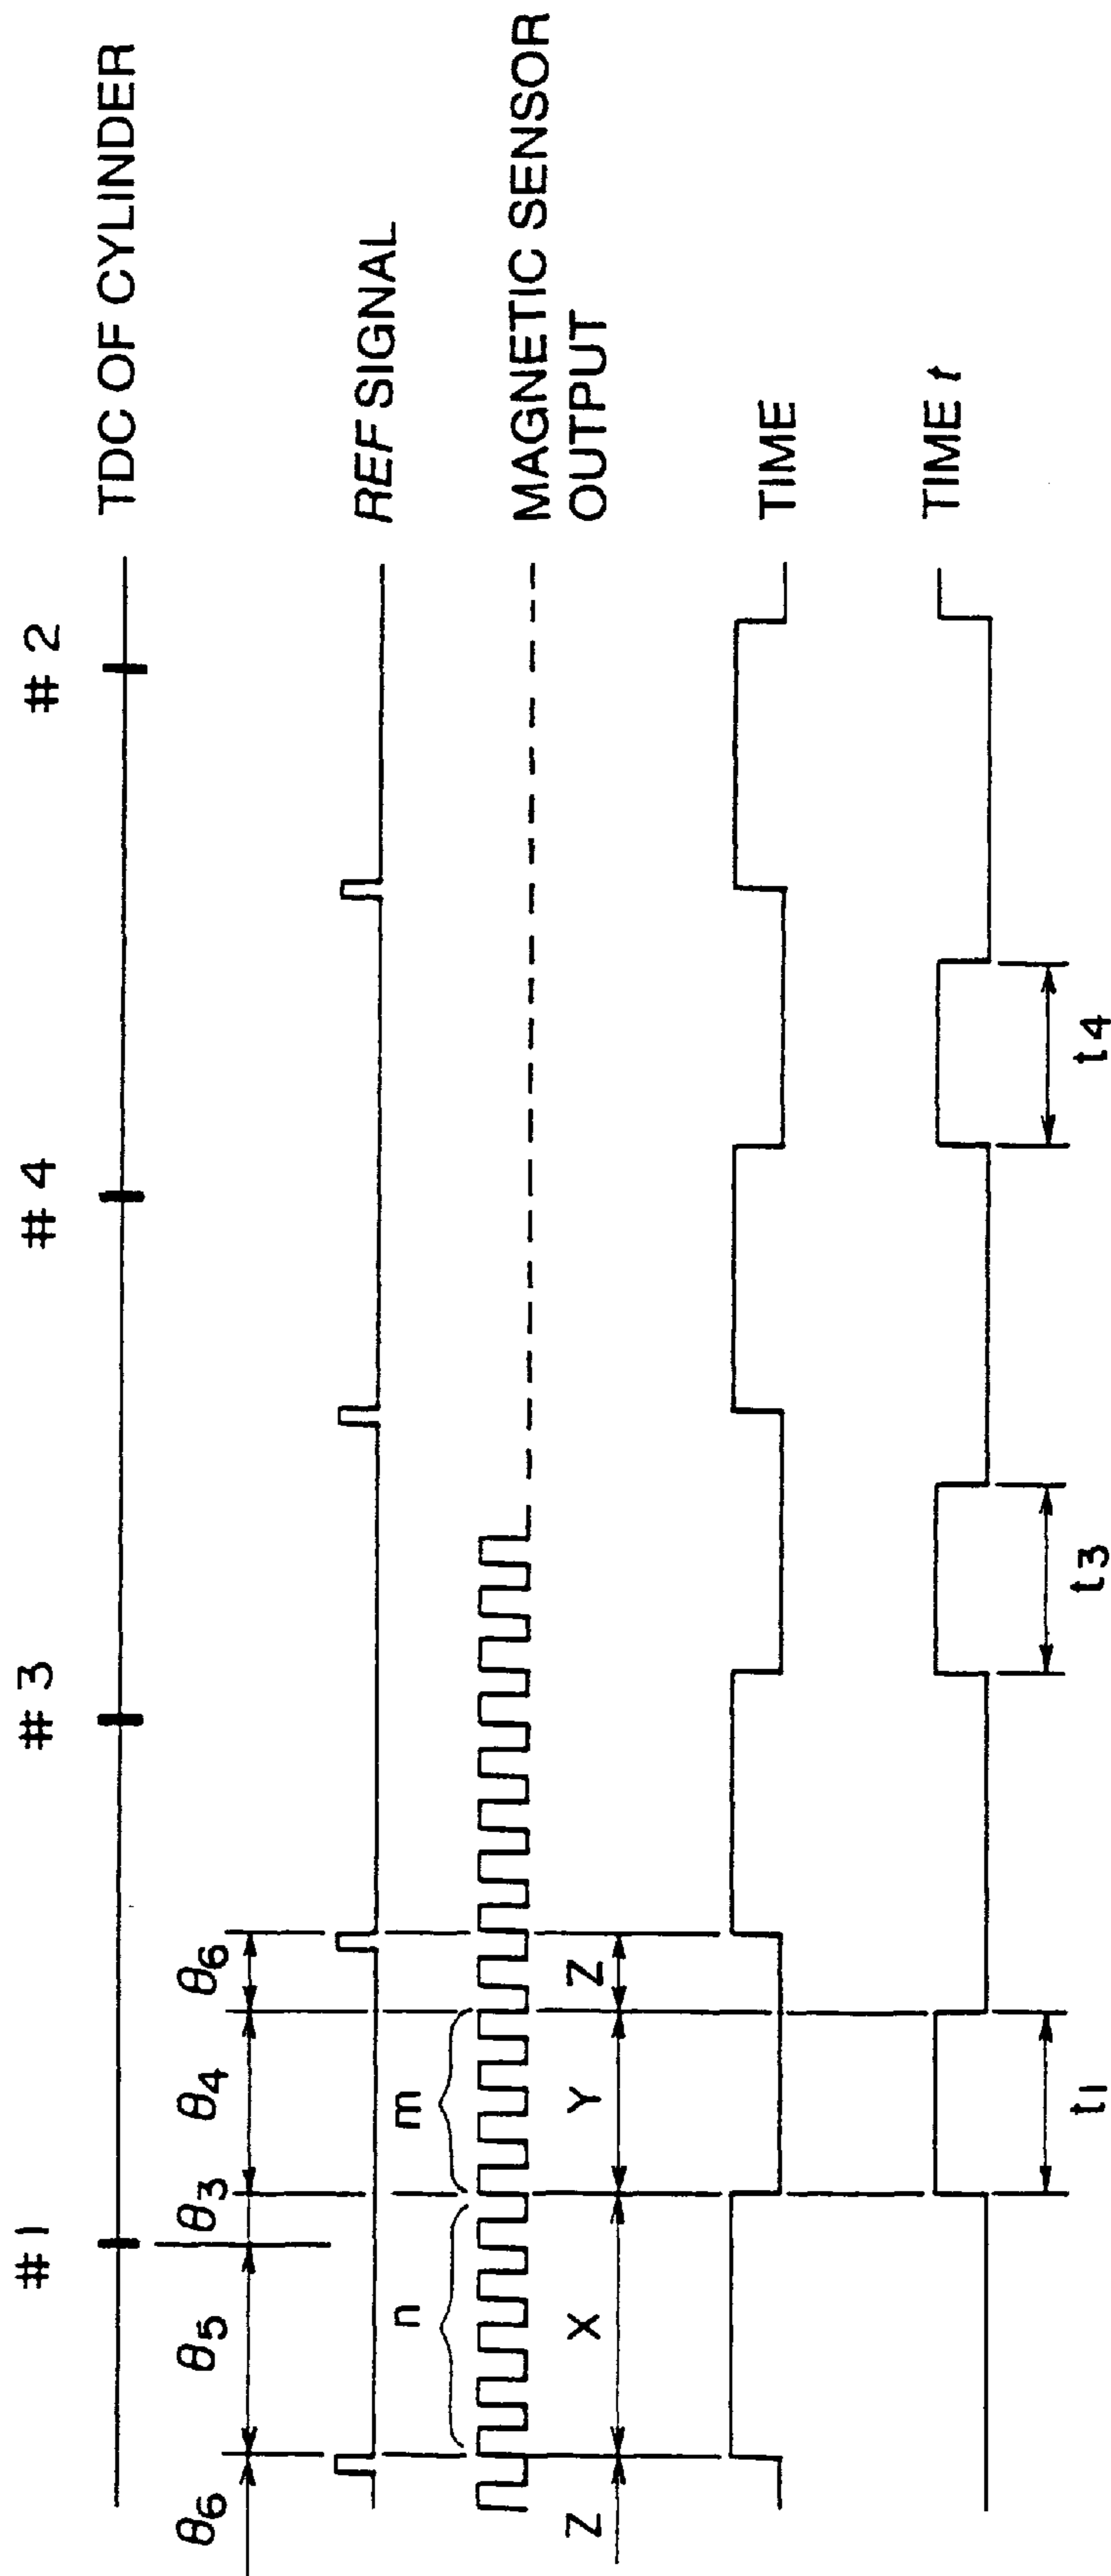 #1 #3 #4 #2
TDC OF CYLINDER
θ6 θ5 θ3 θ4 θ6
REF SIGNAL
n m
MAGNETIC SENSOR
OUTPUT
Z X Y Z
TIME
TIME t
t1 t3 t4